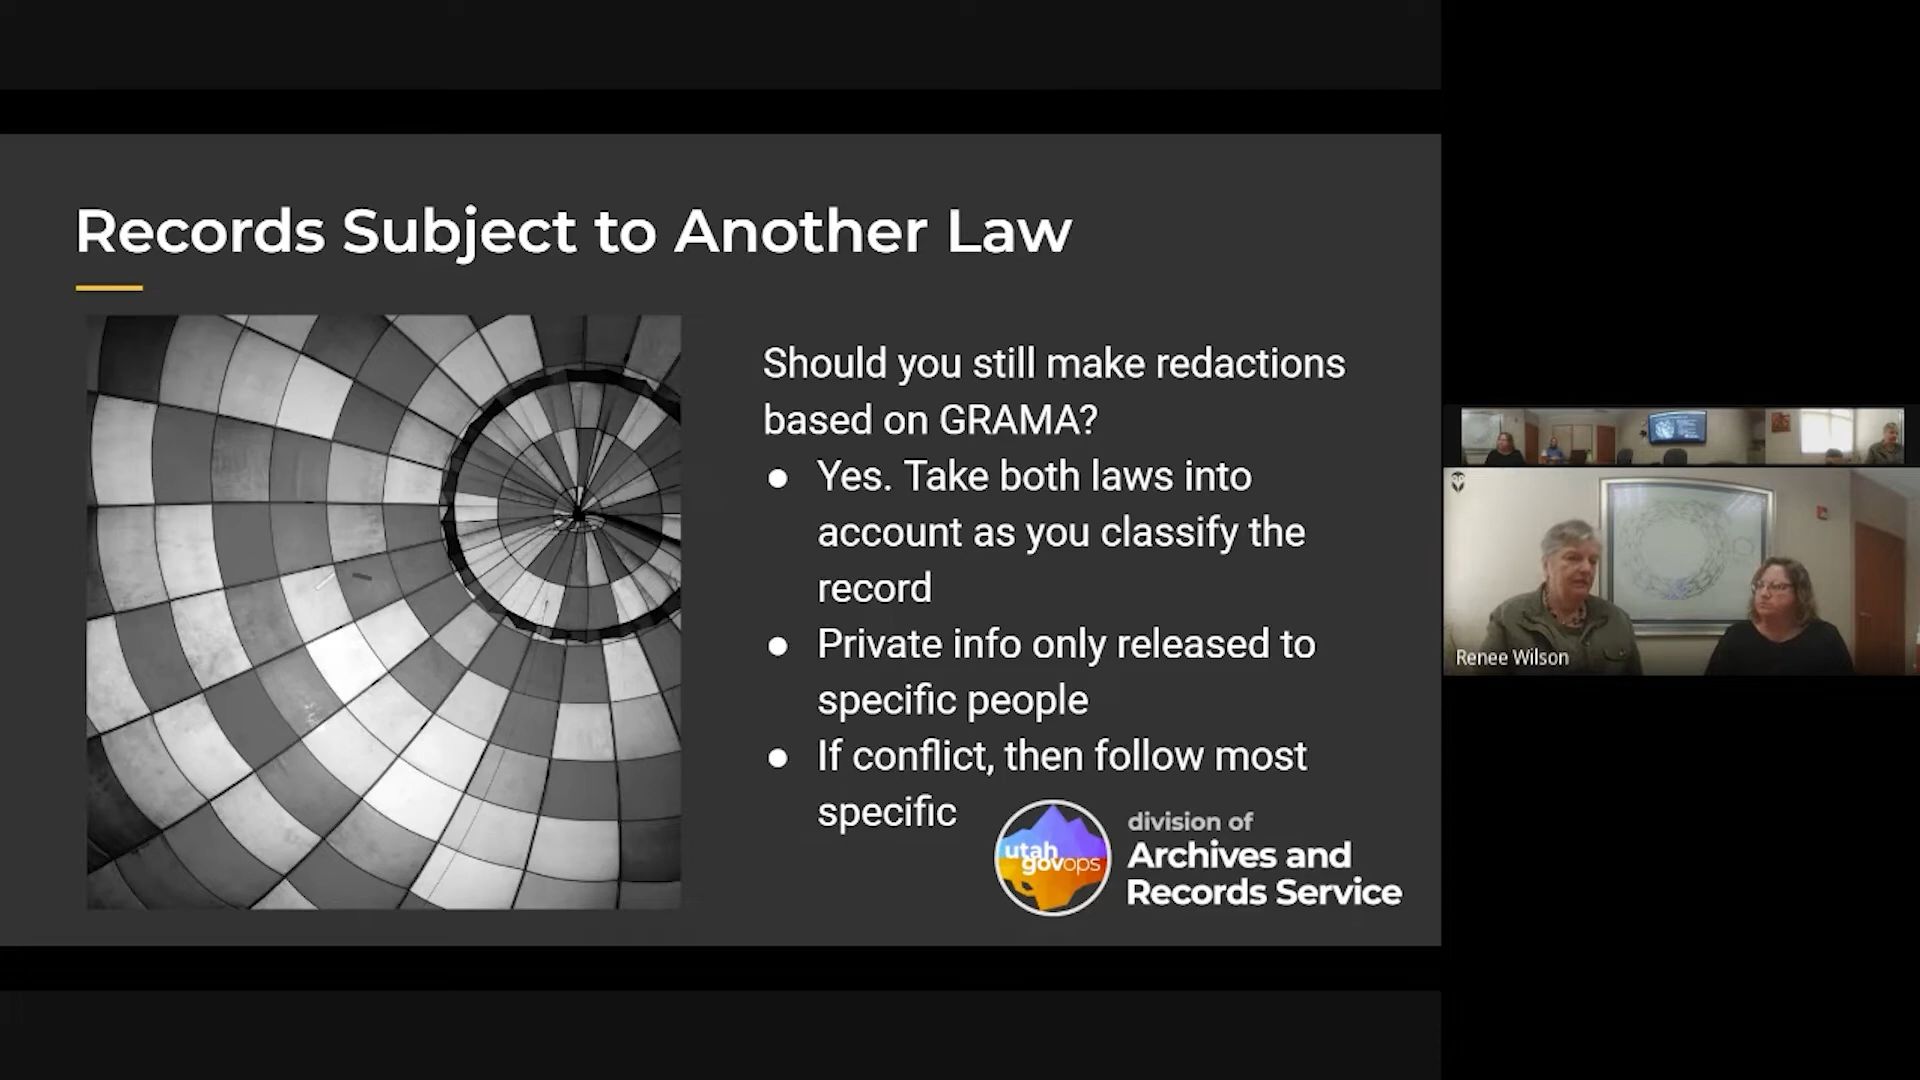 Records Subject to Another Law
Should you still make redactions
based on GRAMA?
● Yes. Take both laws into
account as you classify the
record
● Private info only released to
specific people
● If conflict, then follow most
specific
utah
govops
division of
Archives and
Records Service
Renee Wilson